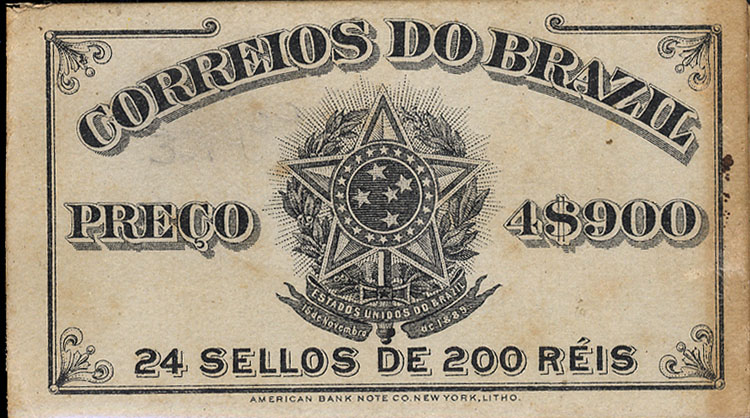 CORREIOS DO BRAZIL
PREÇO 4$900
ESTADOS UNIDOS DO BRAZIL
15 de Novembro de 1889
24 SELLOS DE 200 RÉIS
AMERICAN BANK NOTE CO. NEW YORK, LITHO.